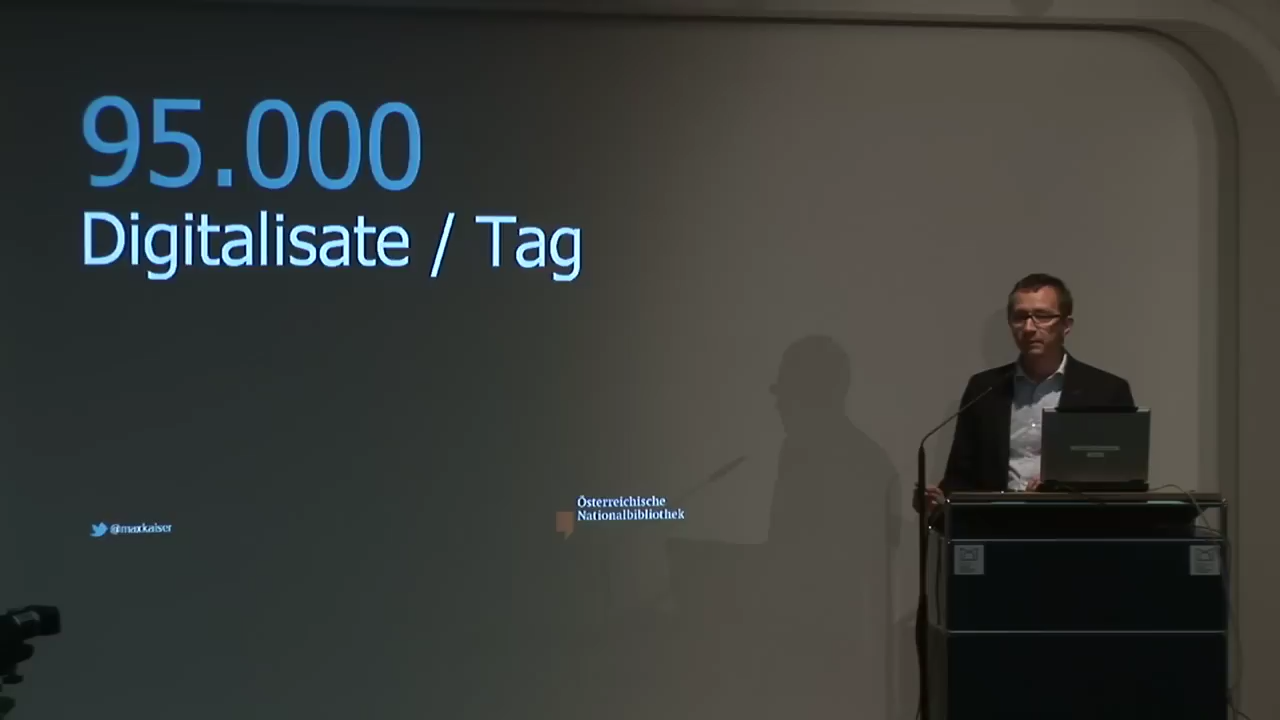 95.000
Digitalisate / Tag
@maxkaiser
Österreichische
Nationalbibliothek